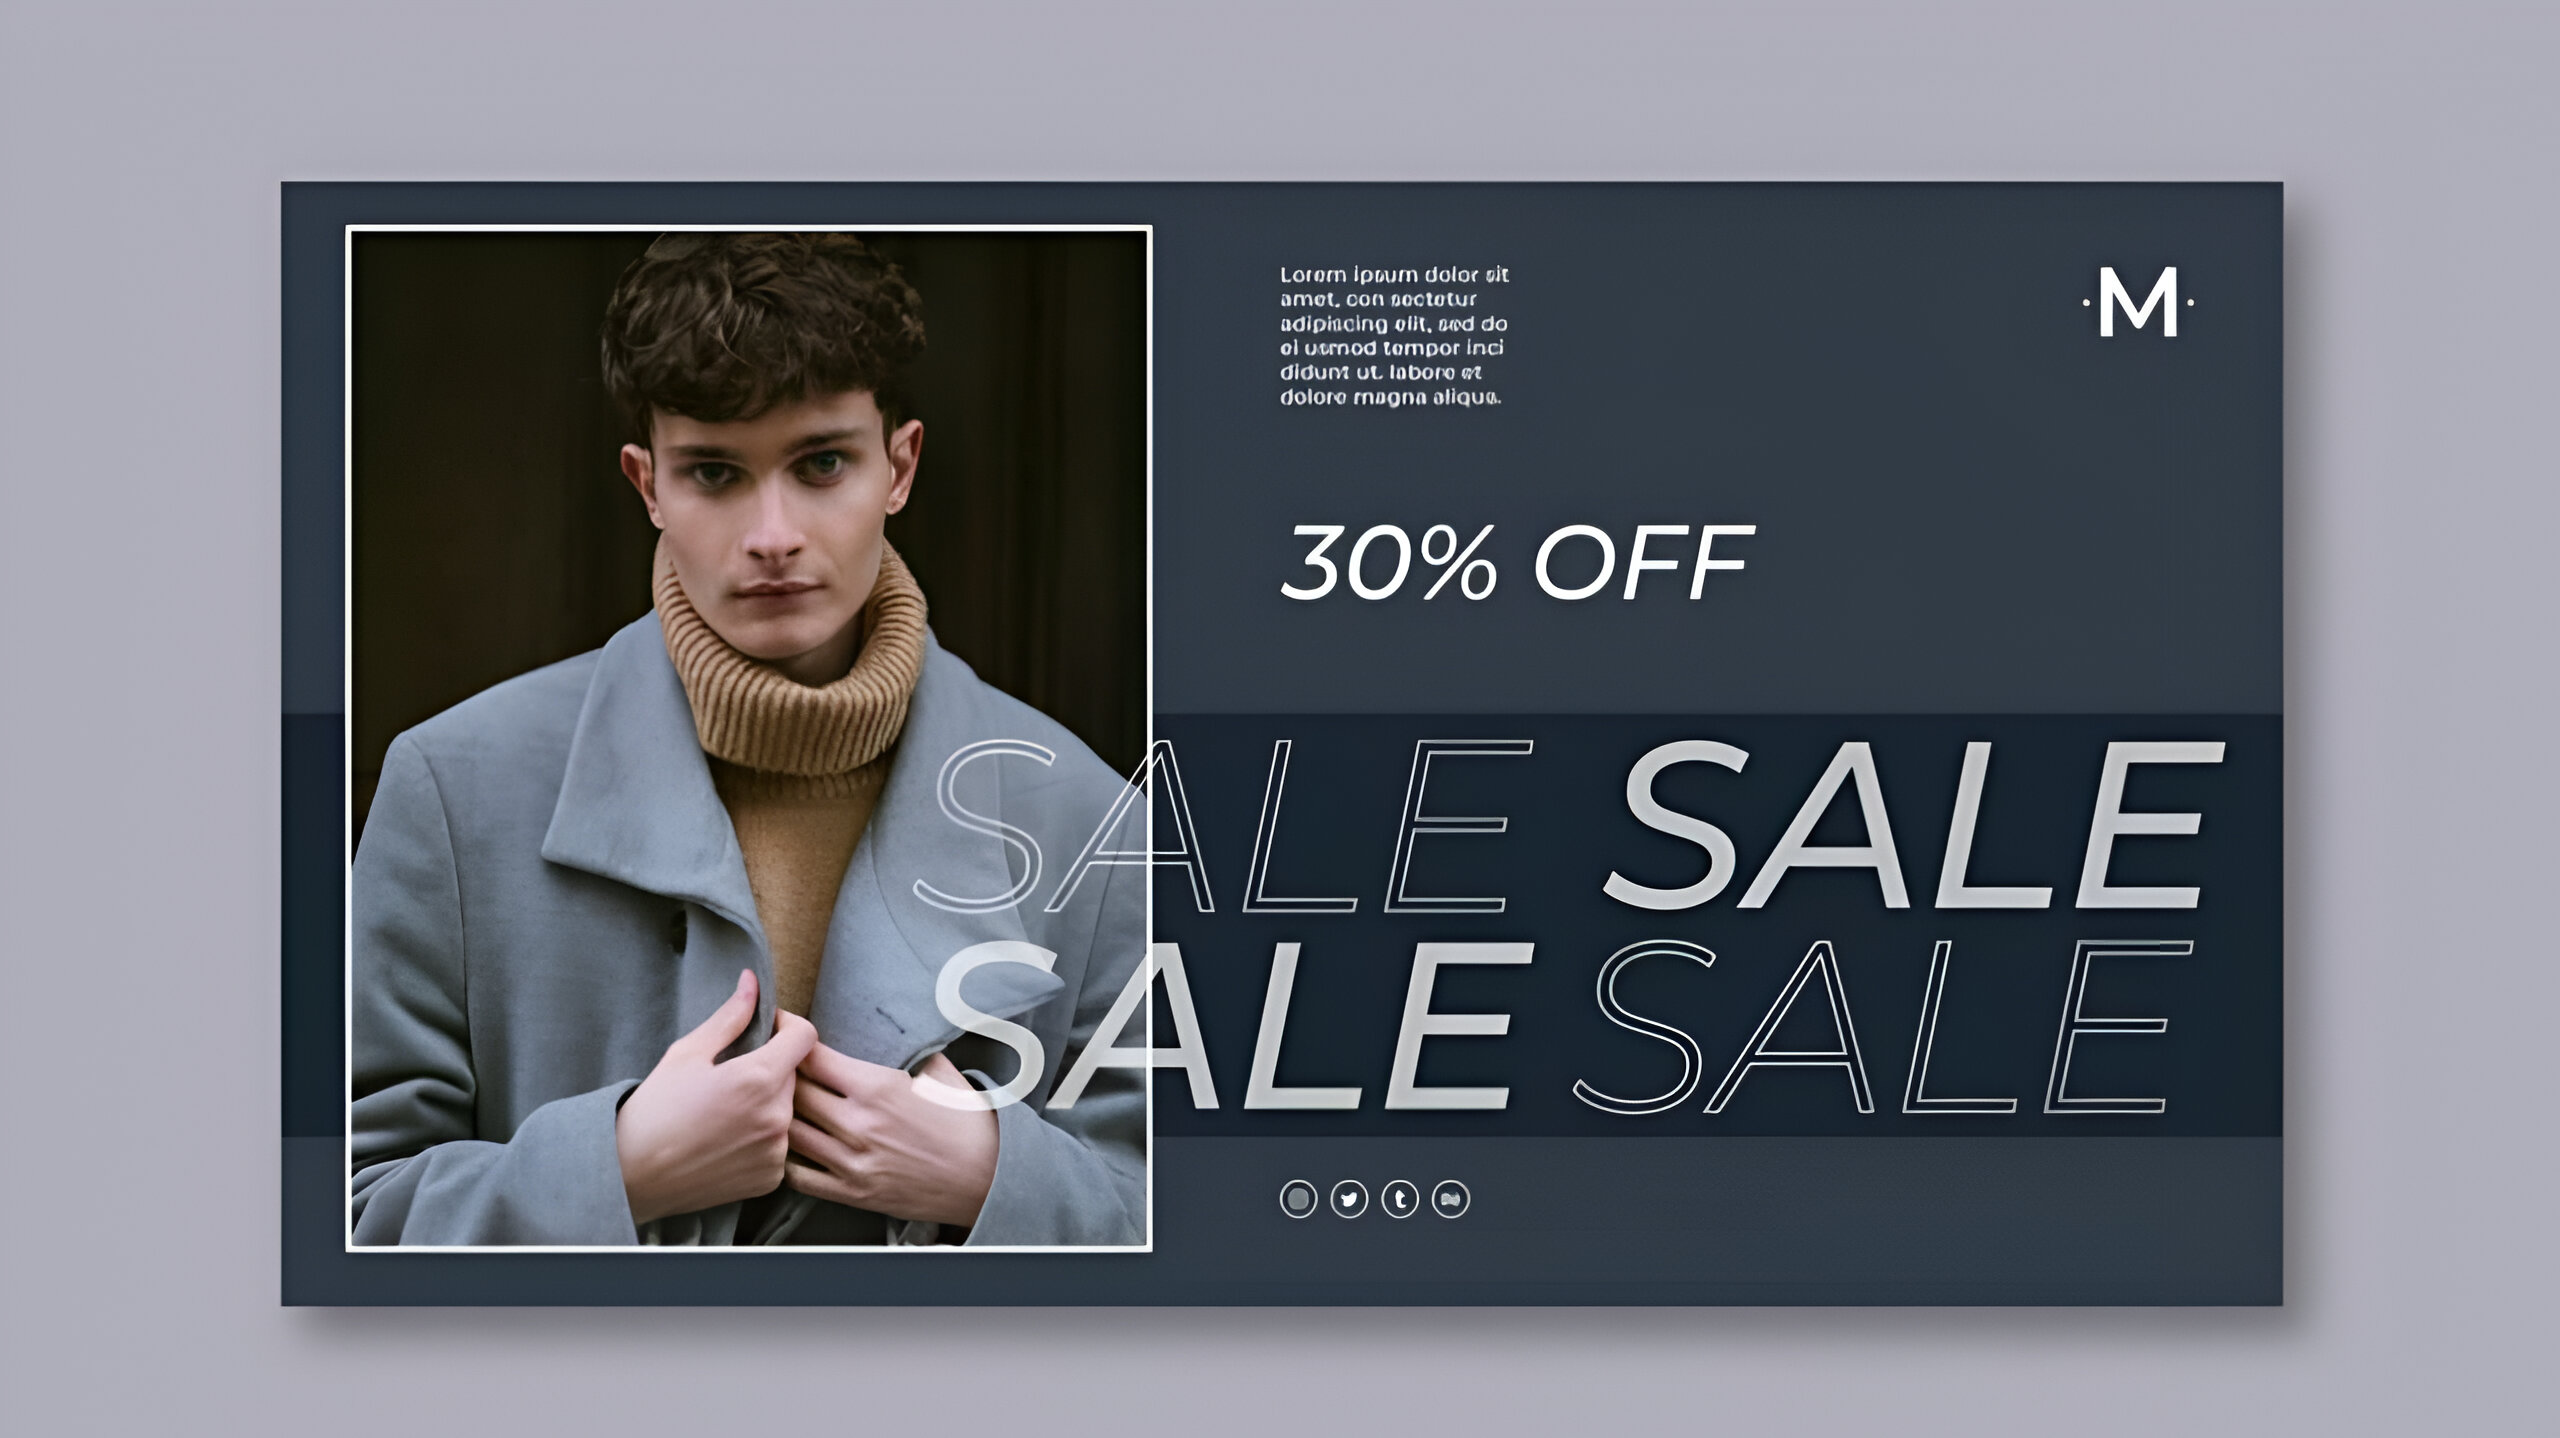 Lorem ipsum dolor sit
amet, con sectetur
adipiscing elit, sed do
ei usmod tempor inci
didunt ut. labore et
dolore magna aliqua.
M
30% OFF
SALE SALE
SALE SALE